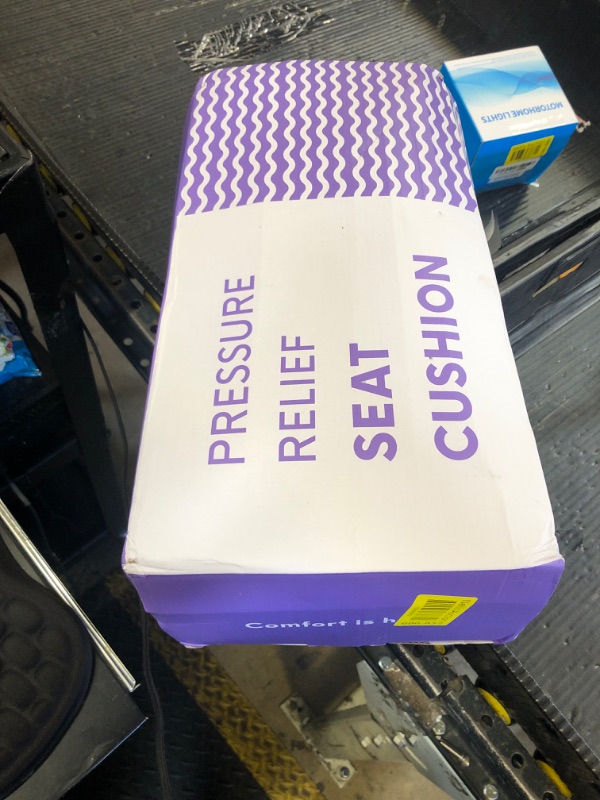 PRESSURE
RELIEF
SEAT
CUSHION
Comfort is
MOTORHOME LIGHTS